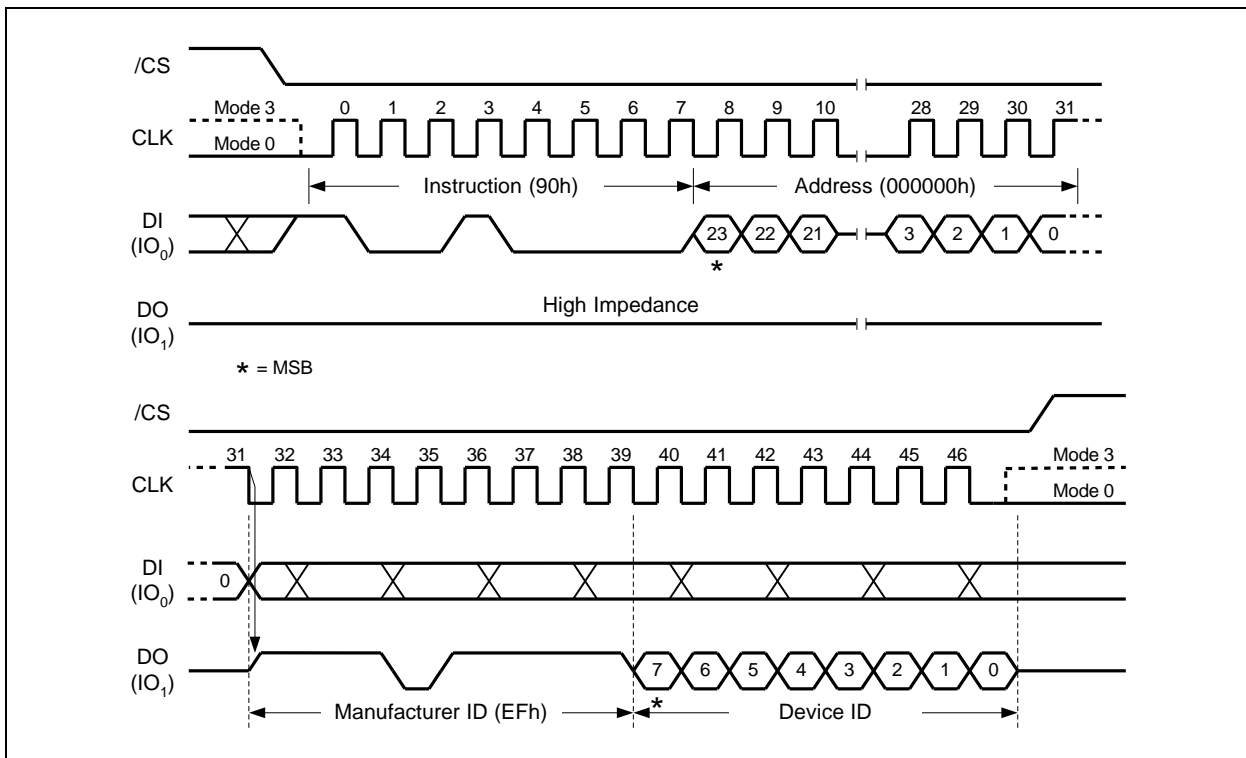 /CS
Mode 3 0 1 2 3 4 5 6 7 8 9 10 28 29 30 31
CLK
Mode 0
Instruction (90h) Address (000000h)
DI
(IO0) 23 22 21 3 2 1 0
*
High Impedance
DO
(IO1)
* = MSB
/CS
31 32 33 34 35 36 37 38 39 40 41 42 43 44 45 46 Mode 3
CLK
Mode 0
DI
(IO0) 0
DO
(IO1) 7 6 5 4 3 2 1 0
*
Manufacturer ID (EFh) Device ID